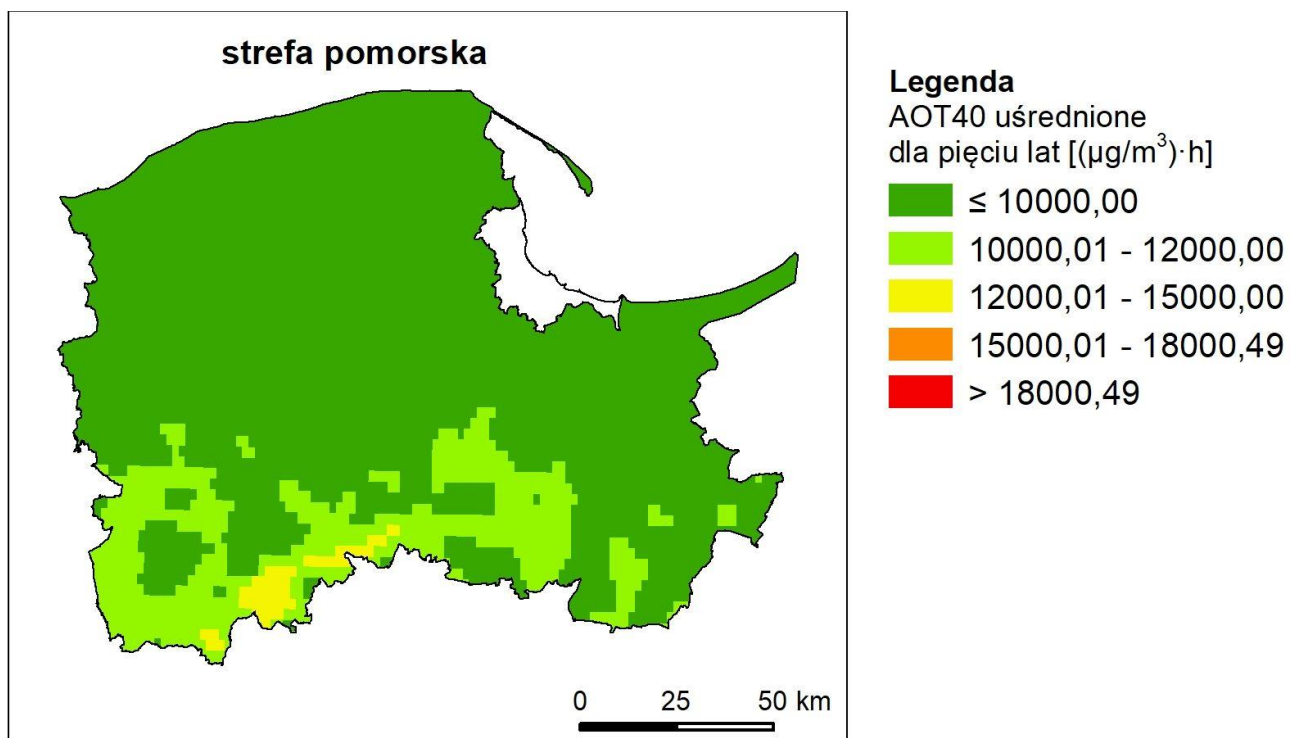 strefa pomorska
Legenda
AOT40 uśrednione
dla pięciu lat [(µg/m³)·h]
≤ 10000,00
10000,01 - 12000,00
12000,01 - 15000,00
15000,01 - 18000,49
> 18000,49
0 25 50 km